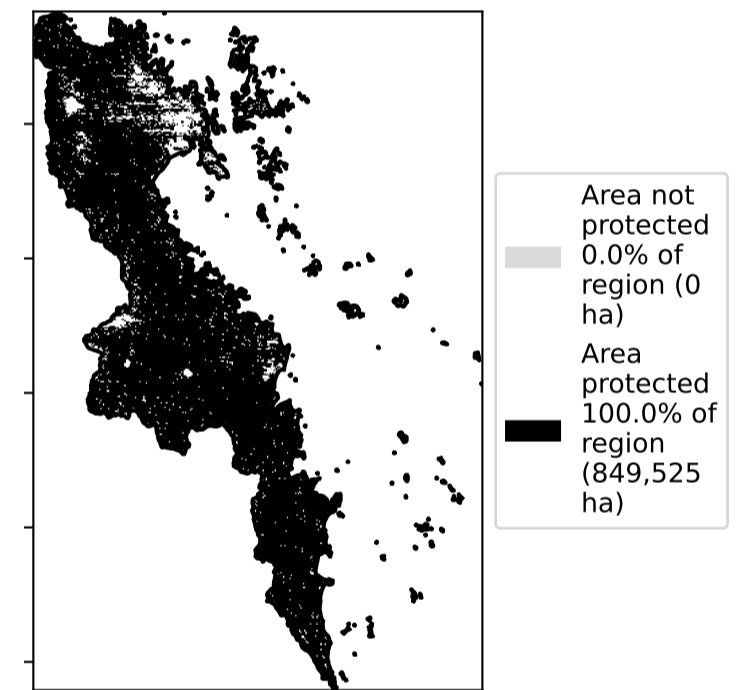 Area not
protected
0.0% of
region (0
ha)
Area
protected
100.0% of
region
(849,525
ha)